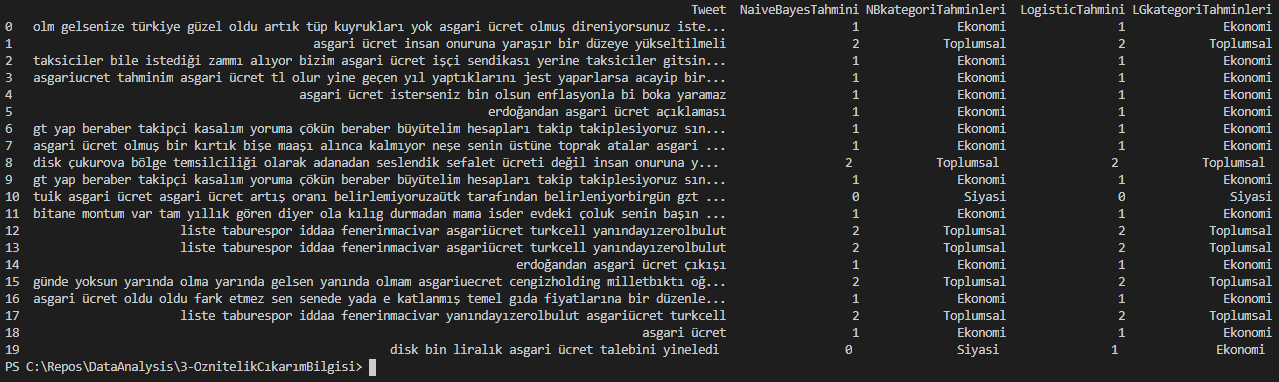 Tweet NaiveBayesTahmini NBkategoriTahminleri LogisticTahmini LGkategoriTahminleri
0 olm gelsenize türkiye güzel oldu artık tüp kuyrukları yok asgari ücret olmuş direniyorsunuz iste... 1 Ekonomi 1 Ekonomi
1 asgari ücret insan onuruna yaraşır bir düzeye yükseltilmeli 2 Toplumsal 2 Toplumsal
2 taksiciler bile istediği zammı alıyor bizim asgari ücret işçi sendikası yerine taksiciler gitsin... 1 Ekonomi 1 Ekonomi
3 asgariucret tahminim asgari ücret tl olur yine geçen yıl yaptıklarını jest yaparlarsa acayip bir... 1 Ekonomi 1 Ekonomi
4 asgari ücret isterseniz bin olsun enflasyonla bi boka yaramaz 1 Ekonomi 1 Ekonomi
5 erdoğandan asgari ücret açıklaması 1 Ekonomi 1 Ekonomi
6 gt yap beraber takipçi kasalım yoruma çökün beraber büyütelim hesapları takip takiplesiyoruz sın... 1 Ekonomi 1 Ekonomi
7 asgari ücret olmuş bir kırtık bişe maaşı alınca kalmıyor neşe senin üstüne toprak atalar asgari ... 1 Ekonomi 1 Ekonomi
8 disk çukurova bölge temsilciliği olarak adanadan seslendik sefalet ücreti değil insan onuruna y... 2 Toplumsal 2 Toplumsal
9 gt yap beraber takipçi kasalım yoruma çökün beraber büyütelim hesapları takip takiplesiyoruz sın... 1 Ekonomi 1 Ekonomi
10 tuik asgari ücret asgari ücret artış oranı belirlemiyoruzaütk tarafından belirleniyorbirgün gzt ... 0 Siyasi 0 Siyasi
11 bitane montum var tam yıllık gören diyer ola kılıg durmadan mama isder evdeki çoluk senin başın ... 1 Ekonomi 1 Ekonomi
12 liste taburespor iddaa fenerinmacivar asgariücret turkcell yanındayızerolbulut 2 Toplumsal 2 Toplumsal
13 liste taburespor iddaa fenerinmacivar asgariücret turkcell yanındayızerolbulut 2 Toplumsal 2 Toplumsal
14 erdoğandan asgari ücret çıkışı 1 Ekonomi 1 Ekonomi
15 günde yoksun yarında olma yarında gelsen yanında olmam asgariuecret cengizholding milletbıktı oğ... 2 Toplumsal 2 Toplumsal
16 asgari ücret oldu oldu fark etmez sen senede yada e katlanmış temel gıda fiyatlarına bir düzenle... 1 Ekonomi 1 Ekonomi
17 liste taburespor iddaa fenerinmacivar yanındayızerolbulut asgariücret turkcell 2 Toplumsal 2 Toplumsal
18 asgari ücret 1 Ekonomi 1 Ekonomi
19 disk bin liralık asgari ücret talebini yineledi 0 Siyasi 1 Ekonomi
PS C:\Repos\DataAnalysis\3-OznitelikCıkarımBilgisi>